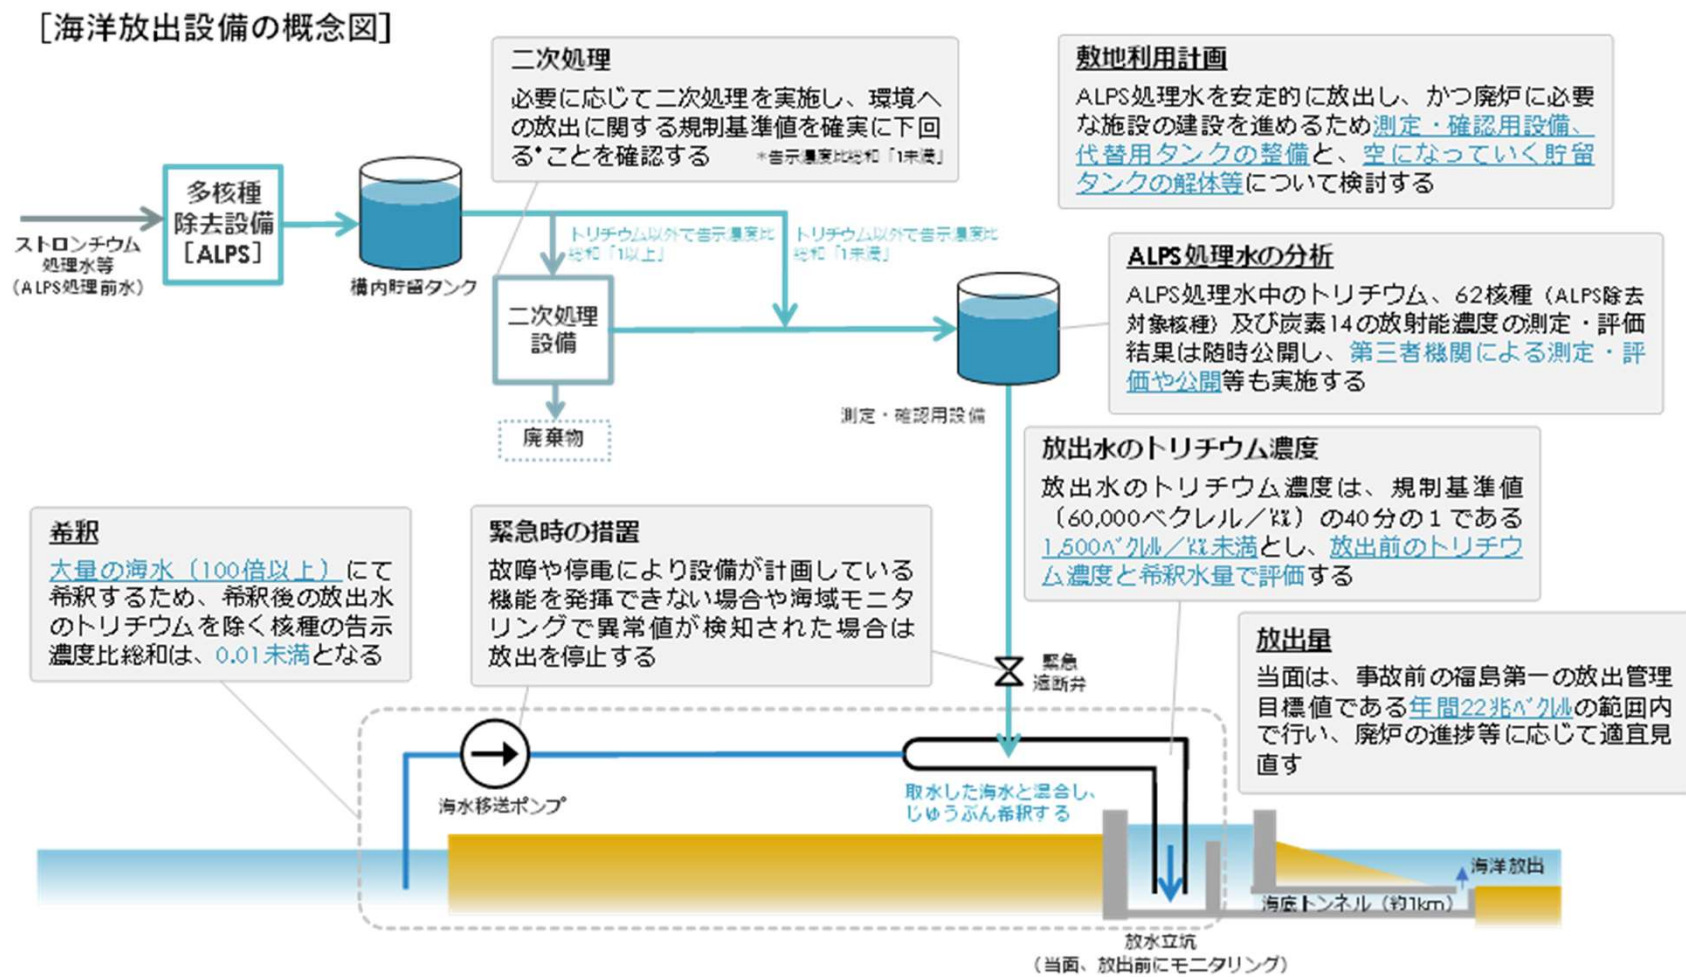 [海洋放出設備の概念図]
二次処理
必要に応じて二次処理を実施し、環境へ
の放出に関する規制基準値を確実に下回
る*ことを確認する
*告示濃度比総和「1未満」
敷地利用計画
ALPS処理水を安定的に放出し、かつ廃炉に必要
な施設の建設を進めるため測定・確認用設備、
代替用タンクの整備と、空になっていく貯留
タンクの解体等について検討する
多核種
除去設備
[ALPS]
ストロンチウム
処理水等
(ALPS処理前水)
構内貯留タンク
トリチウム以外で告示濃度比
総和「1以上」
トリチウム以外で告示濃度比
総和「1未満」
二次処理
設備
廃棄物
測定・確認用設備
ALPS処理水の分析
ALPS処理水中のトリチウム、62核種(ALPS除去
対象核種)及び炭素14の放射能濃度の測定・評価
結果は随時公開し、第三者機関による測定・評
価や公開等も実施する
放出水のトリチウム濃度
放出水のトリチウム濃度は、規制基準値
(60,000ベクレル/㍑)の40分の1である
1,500ベクレル/㍑未満とし、放出前のトリチウ
ム濃度と希釈水量で評価する
希釈
大量の海水(100倍以上)にて
希釈するため、希釈後の放出水
のトリチウムを除く核種の告示
濃度比総和は、0.01未満となる
緊急時の措置
故障や停電により設備が計画している
機能を発揮できない場合や海域モニタ
リングで異常値が検知された場合は
放出を停止する
緊急
遮断弁
放出量
当面は、事故前の福島第一の放出管理
目標値である年間22兆ベクレルの範囲内
で行い、廃炉の進捗等に応じて適宜見
直す
海水移送ポンプ
取水した海水と混合し、
じゅうぶん希釈する
海洋放出
海底トンネル(約1km)
放水立坑
(当面、放出前にモニタリング)